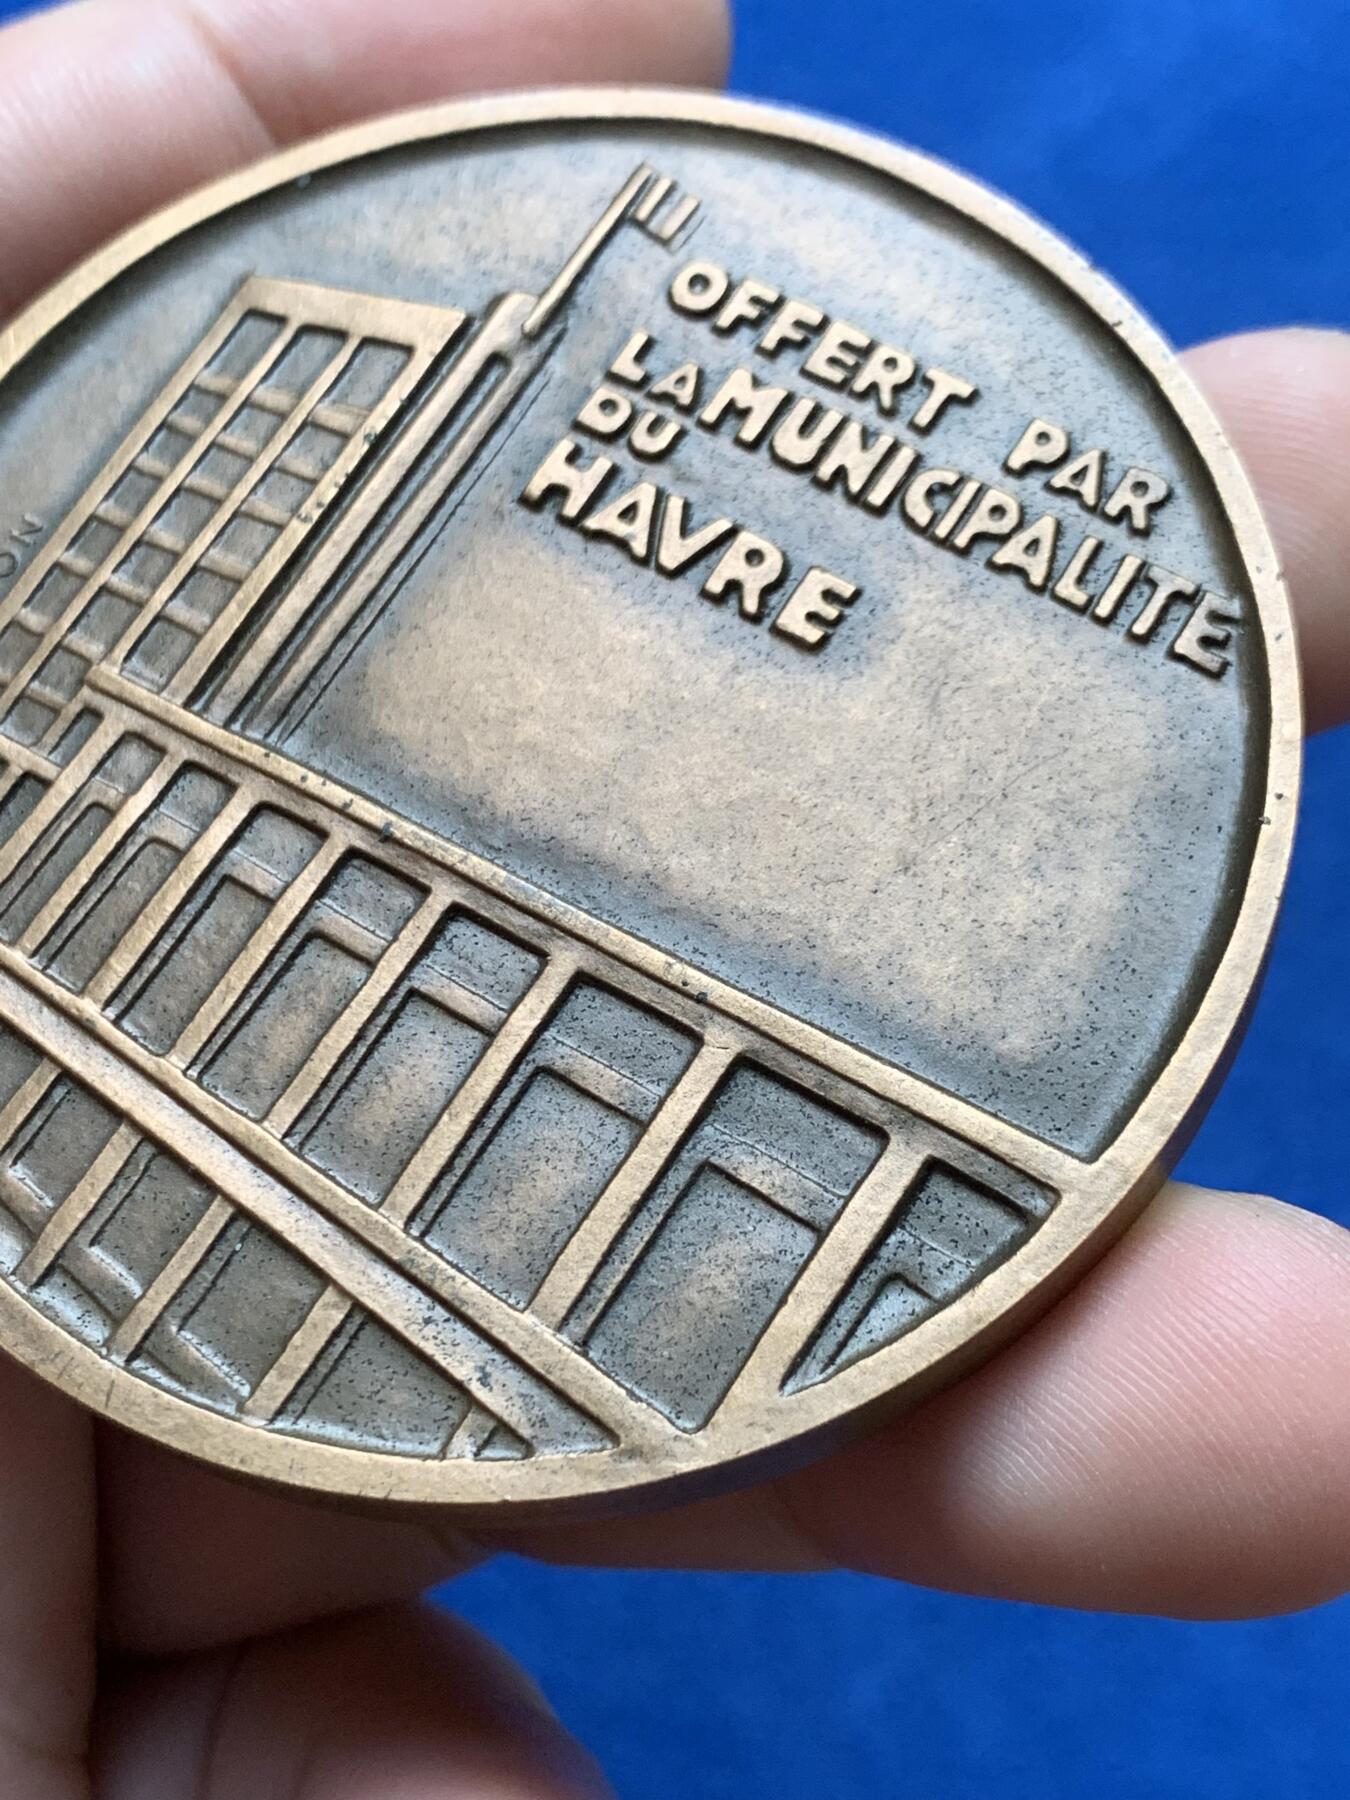 OFFERT PAR
LA MUNICIPALITE
DU
HAVRE